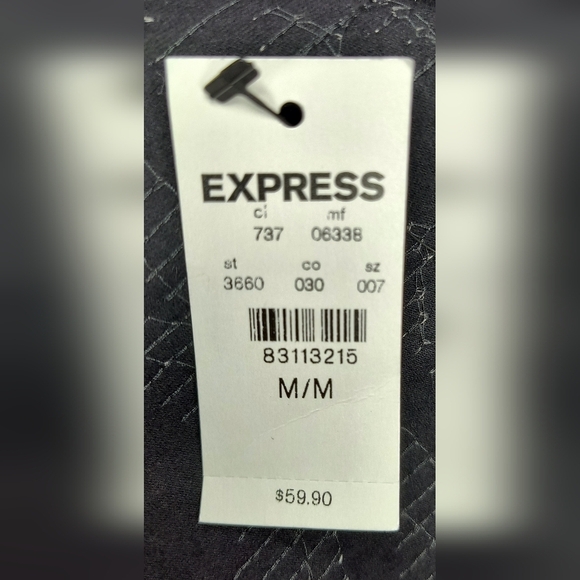 EXPRESS
cl mf
737 06338
st co sz
3660 030 007
83113215
M/M
$59.90